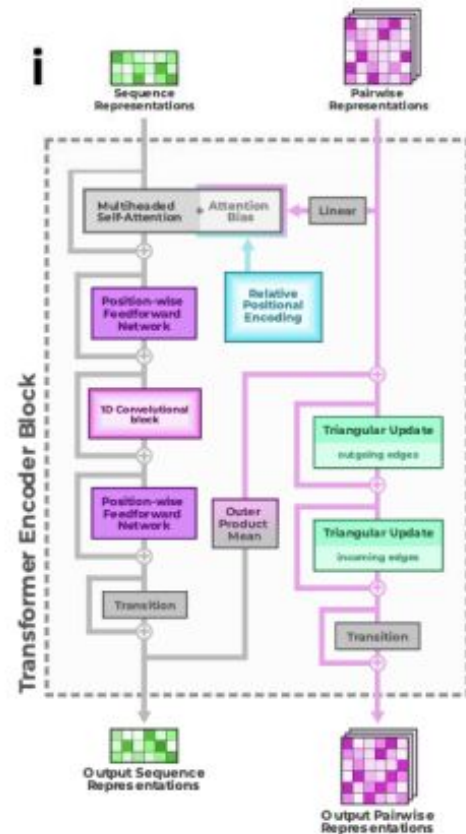 i
Sequence
Representations
Pairwise
Representations
Transformer Encoder Block
Multiheaded
Self-Attention
+
Attention
Bias
Linear
Relative
Positional
Encoding
Position-wise
Feedforward
Network
1D Convolutional
block
Position-wise
Feedforward
Network
Transition
Outer
Product
Mean
Triangular Update
outgoing edges
Triangular Update
incoming edges
Transition
Output Sequence
Representations
Output Pairwise
Representations